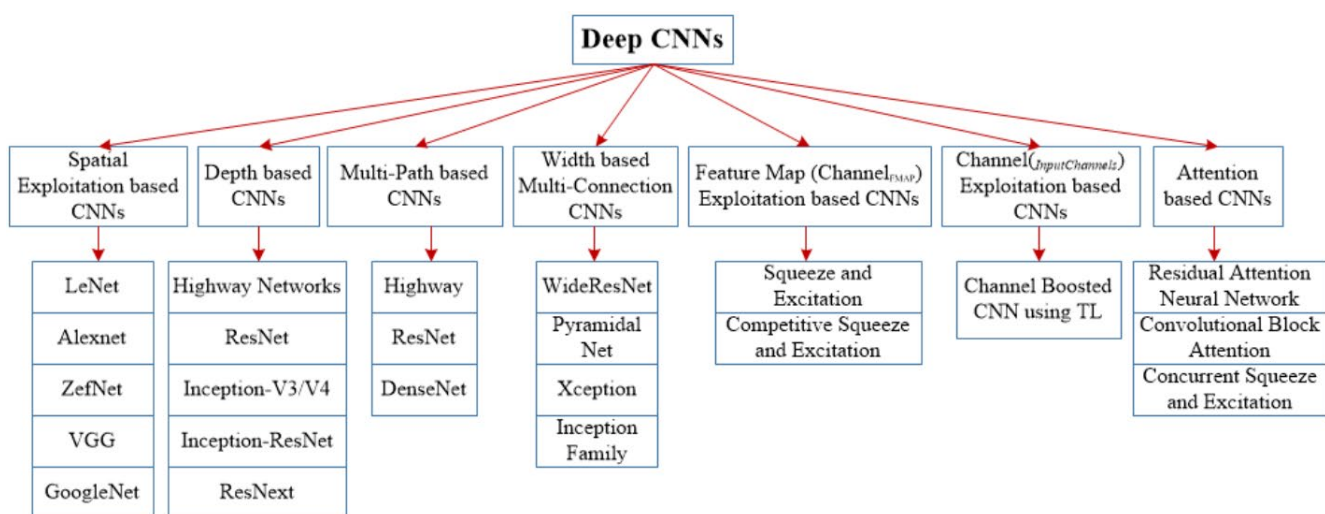 Deep CNNs
Spatial
Exploitation based
CNNs
Depth based
CNNs
Multi-Path based
CNNs
Width based
Multi-Connection
CNNs
Feature Map (ChannelFMAP)
Exploitation based CNNs
Channel(InputChannels)
Exploitation based
CNNs
Attention
based CNNs
LeNet
Alexnet
ZefNet
VGG
GoogleNet
Highway Networks
ResNet
Inception-V3/V4
Inception-ResNet
ResNext
Highway
ResNet
DenseNet
WideResNet
Pyramidal
Net
Xception
Inception
Family
Squeeze and
Excitation
Competitive Squeeze
and Excitation
Channel Boosted
CNN using TL
Residual Attention
Neural Network
Convolutional Block
Attention
Concurrent Squeeze
and Excitation